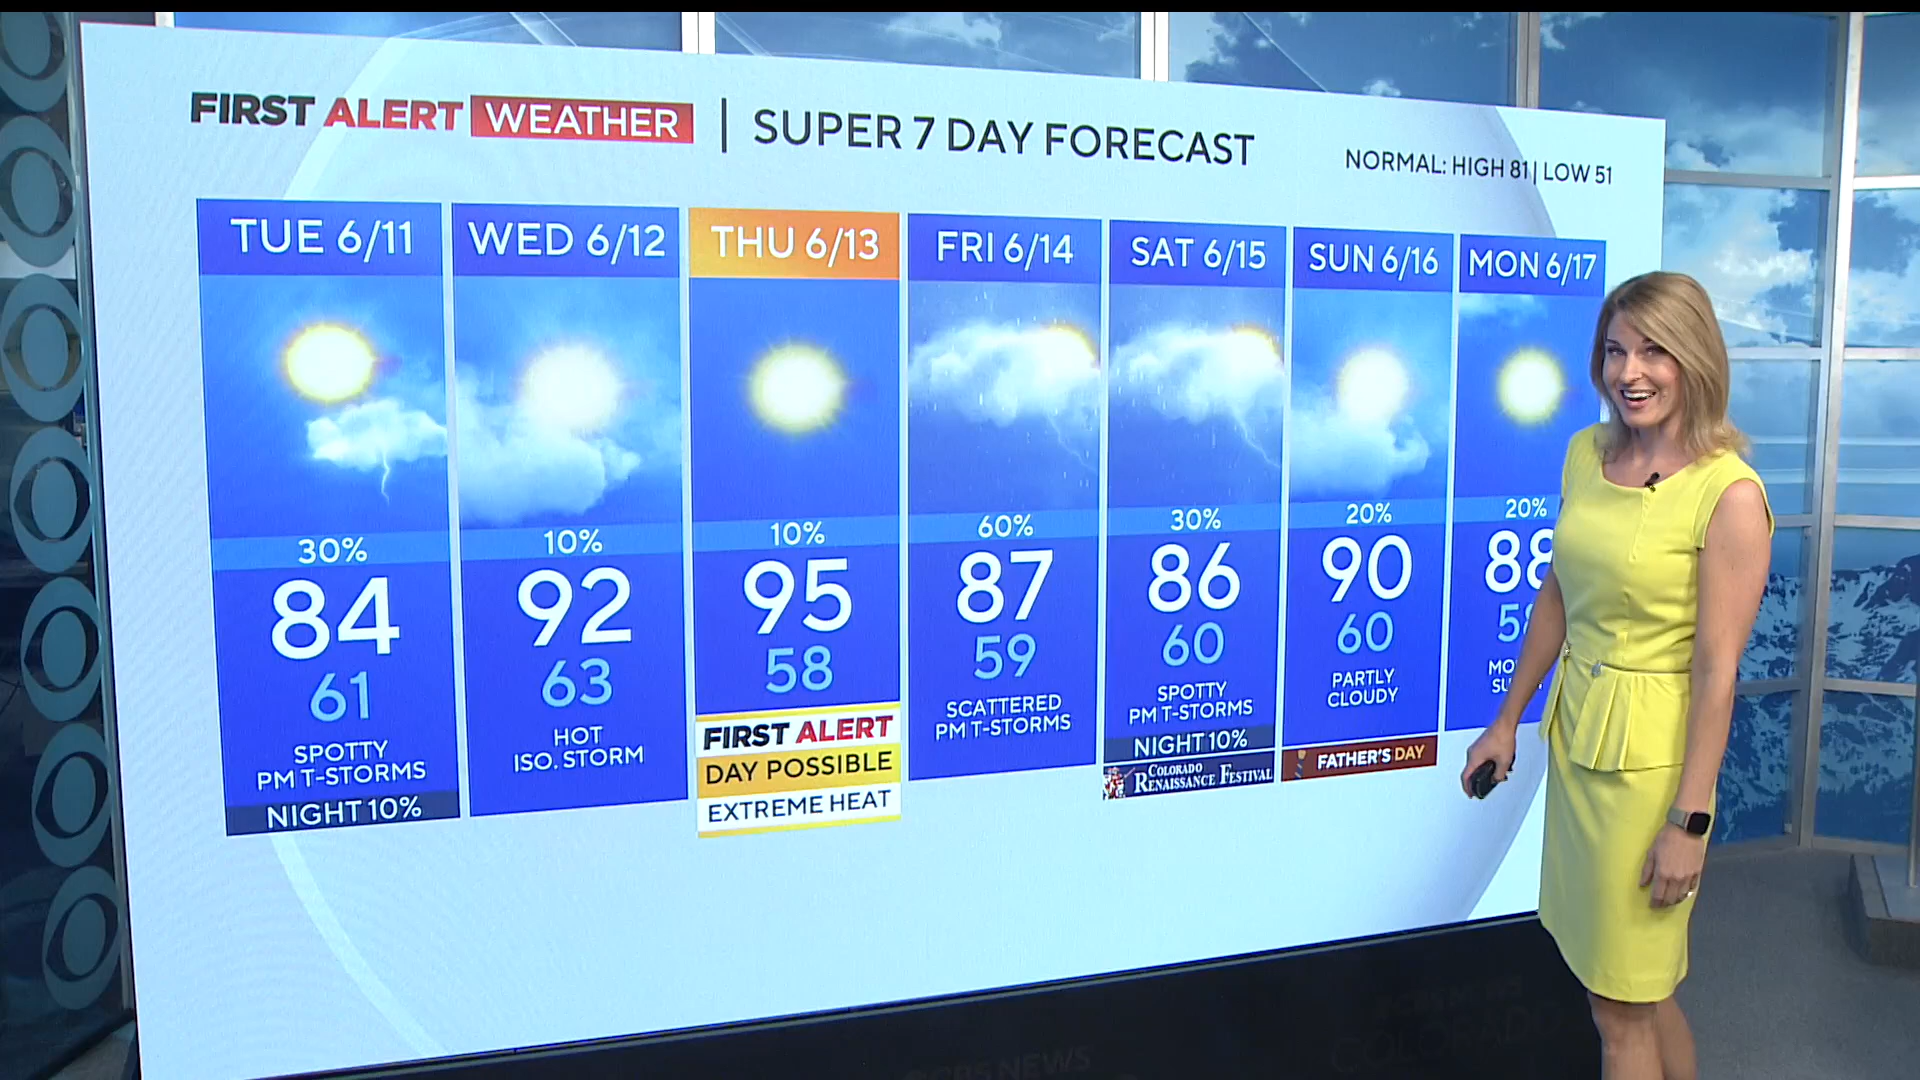 FIRST ALERT WEATHER | SUPER 7 DAY FORECAST
NORMAL: HIGH 81 | LOW 51
TUE 6/11
30%
84
61
SPOTTY
PM T-STORMS
NIGHT 10%
WED 6/12
10%
92
63
HOT
ISO. STORM
THU 6/13
10%
95
58
FIRST ALERT
DAY POSSIBLE
EXTREME HEAT
FRI 6/14
60%
87
59
SCATTERED
PM T-STORMS
SAT 6/15
30%
86
60
SPOTTY
PM T-STORMS
NIGHT 10%
COLORADO
RENAISSANCE FESTIVAL
SUN 6/16
20%
90
60
PARTLY
CLOUDY
FATHER'S DAY
MON 6/17
20%
88
CBS NEWS
COLORADO